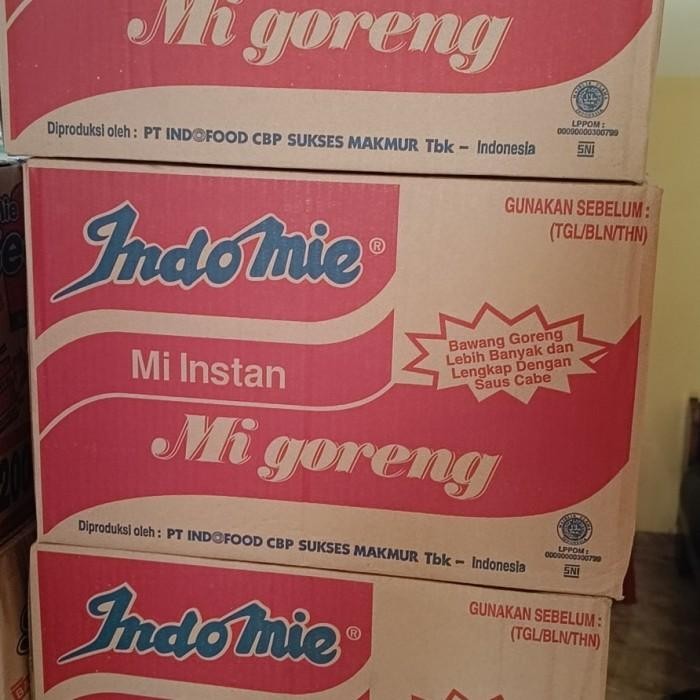 Mi goreng
Diproduksi oleh : PT INDOFOOD CBP SUKSES MAKMUR Tbk – Indonesia
LPPOM :
00090000300799
SNI
IndoMie®
GUNAKAN SEBELUM :
(TGL/BLN/THN)
Mi Instan
Bawang Goreng
Lebih Banyak dan
Lengkap Dengan
Saus Cabe
Mi goreng
Diproduksi oleh : PT INDOFOOD CBP SUKSES MAKMUR Tbk – Indonesia
LPPOM :
00090000300799
SNI
IndoMie®
GUNAKAN SEBELUM :
(TGL/BLN/THN)